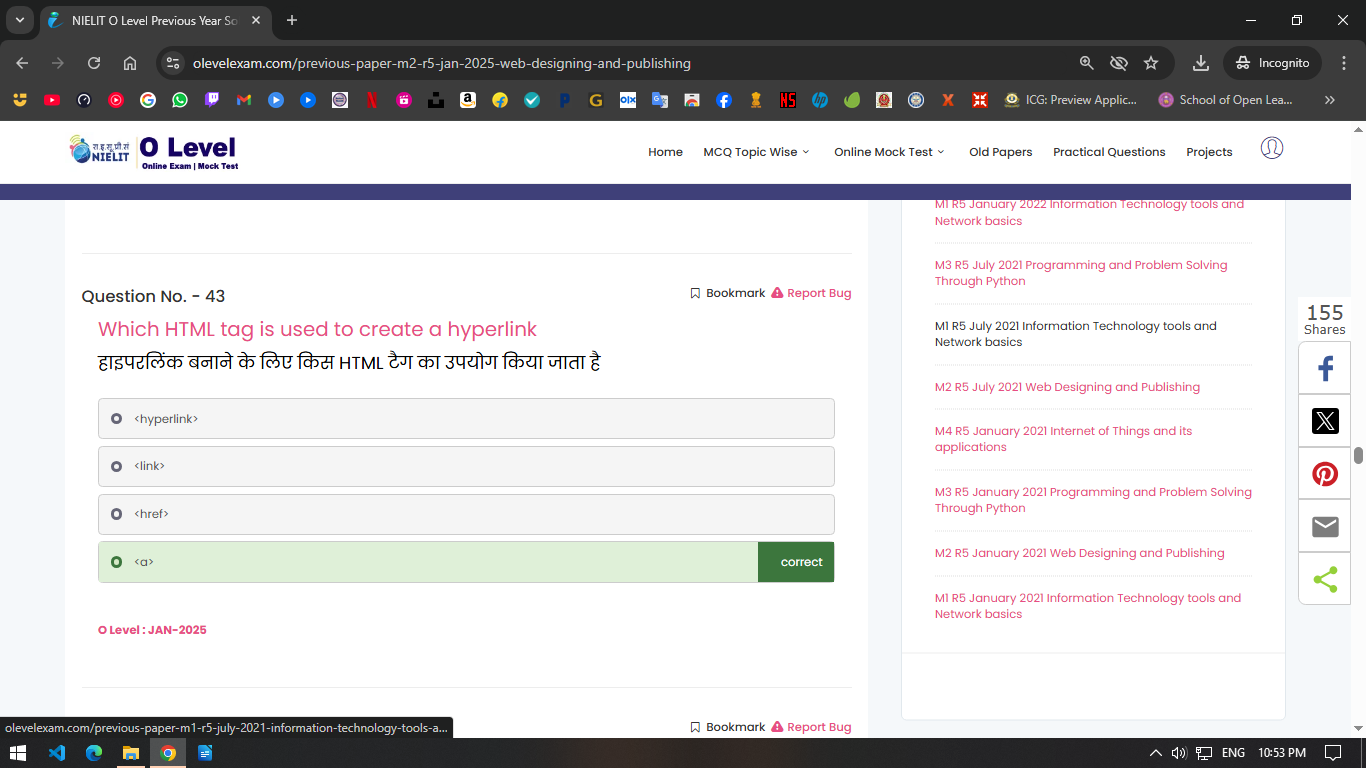 NIELIT O Level Previous Year So
olevelexam.com/previous-paper-m2-r5-jan-2025-web-designing-and-publishing
Incognito
ICG: Preview Applic...
School of Open Lea...
NIELIT
O Level
Online Exam | Mock Test
Home
MCQ Topic Wise
Online Mock Test
Old Papers
Practical Questions
Projects
Question No. - 43
Bookmark
Report Bug
Which HTML tag is used to create a hyperlink
हाइपरलिंक बनाने के लिए किस HTML टैग का उपयोग किया जाता है
<hyperlink>
<link>
<href>
<a>
correct
O Level : JAN-2025
Bookmark
Report Bug
M1 R5 January 2022 Information Technology tools and
Network basics
M3 R5 July 2021 Programming and Problem Solving
Through Python
M1 R5 July 2021 Information Technology tools and
Network basics
M2 R5 July 2021 Web Designing and Publishing
M4 R5 January 2021 Internet of Things and its
applications
M3 R5 January 2021 Programming and Problem Solving
Through Python
M2 R5 January 2021 Web Designing and Publishing
M1 R5 January 2021 Information Technology tools and
Network basics
155
Shares
olevelexam.com/previous-paper-m1-r5-july-2021-information-technology-tools-a...
ENG
10:53 PM